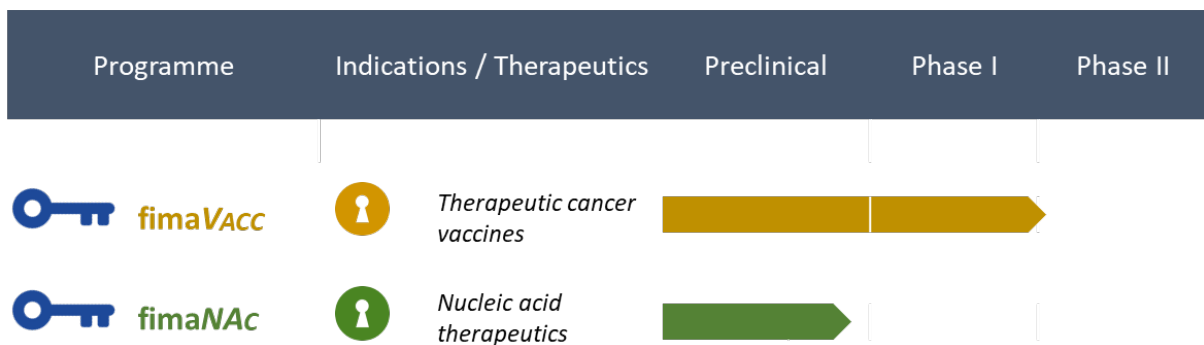 Programme Indications / Therapeutics Preclinical Phase I Phase II
fimaVACC Therapeutic cancer
vaccines
fimaNAC Nucleic acid
therapeutics